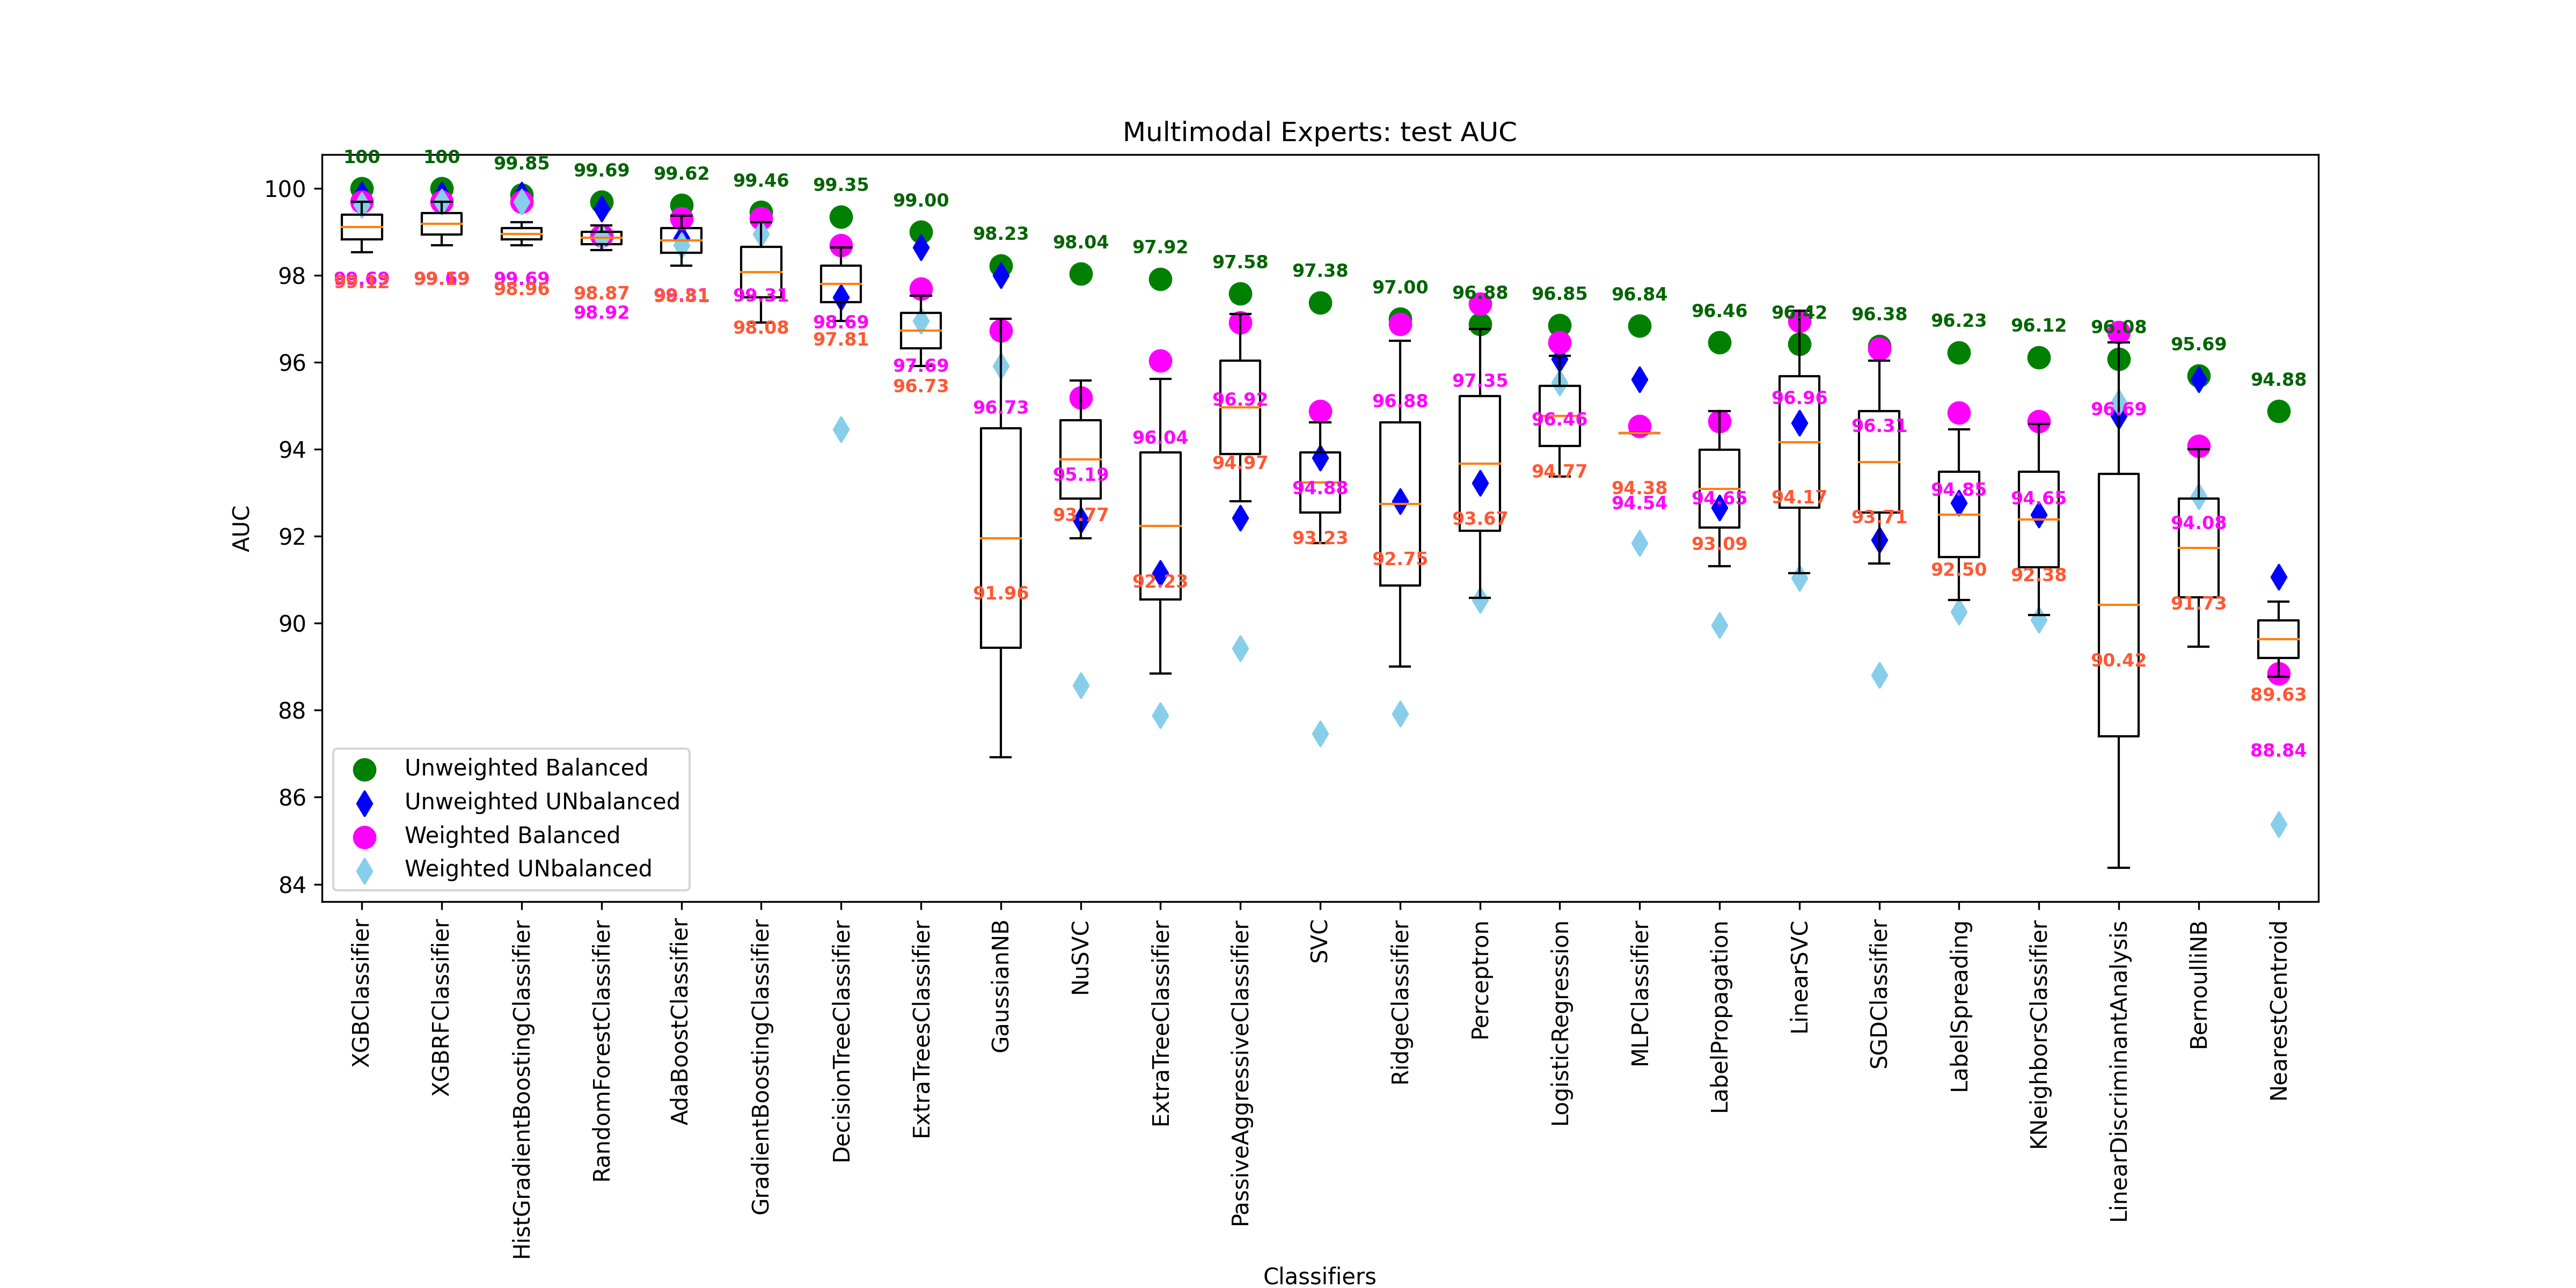 Multimodal Experts: test AUC
100
100
99.85
99.69
99.62
99.46
99.35
99.00
98.23
98.04
97.92
97.58
97.38
97.00
96.88
96.85
96.84
96.46
96.42
96.38
96.23
96.12
96.08
95.69
94.88
99.69
99.12
99.69
98.96
98.87
98.92
98.81
99.31
98.08
98.69
97.81
97.69
96.73
96.73
91.96
95.19
93.77
96.04
92.23
96.92
94.97
94.88
93.23
96.88
92.75
97.35
93.67
96.46
94.77
94.38
94.54
94.65
93.09
96.96
94.17
96.31
93.71
94.85
92.50
94.65
92.38
96.69
90.42
94.08
91.73
89.63
88.84
AUC
100
98
96
94
92
90
88
86
84
Unweighted Balanced
Unweighted UNbalanced
Weighted Balanced
Weighted UNbalanced
XGBClassifier
XGBRFClassifier
HistGradientBoostingClassifier
RandomForestClassifier
AdaBoostClassifier
GradientBoostingClassifier
DecisionTreeClassifier
ExtraTreesClassifier
GaussianNB
NuSVC
ExtraTreeClassifier
PassiveAggressiveClassifier
SVC
RidgeClassifier
Perceptron
LogisticRegression
MLPClassifier
LabelPropagation
LinearSVC
SGDClassifier
LabelSpreading
KNeighborsClassifier
LinearDiscriminantAnalysis
BernoulliNB
NearestCentroid
Classifiers